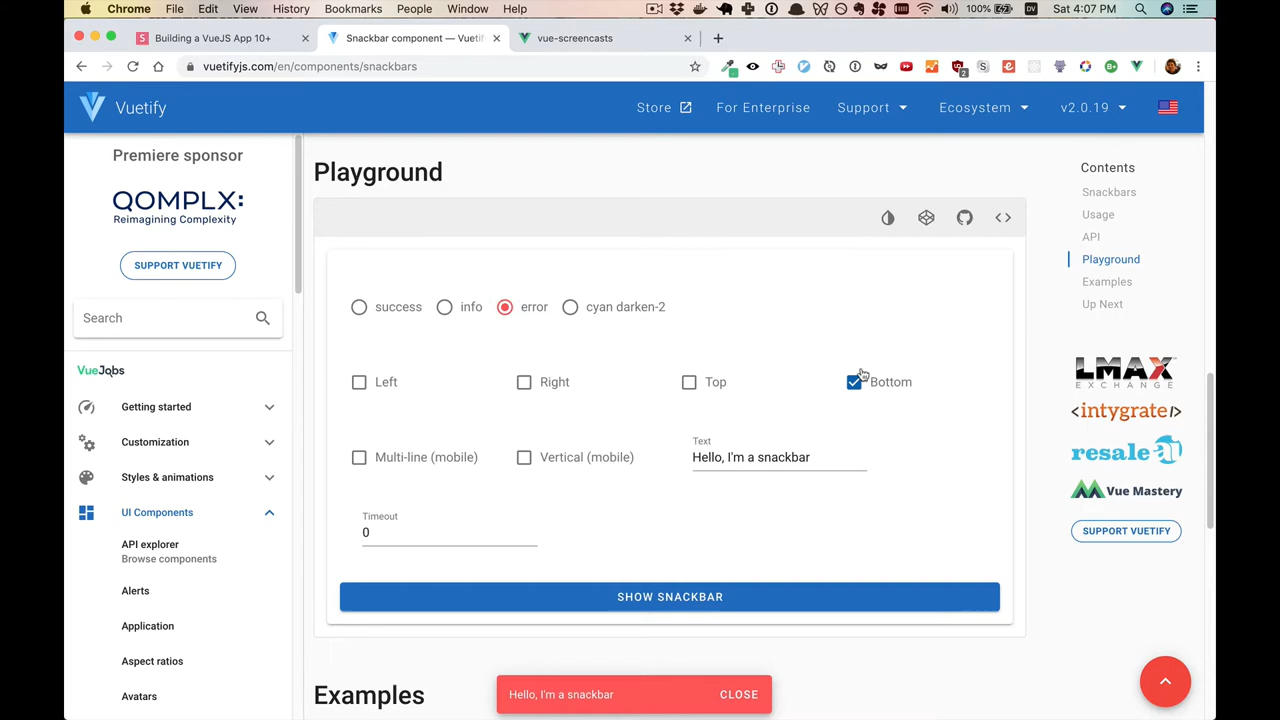 Chrome File Edit View History Bookmarks People Window Help
100% DV Sat 4:07 PM
Building a VueJS App 10+
Snackbar component — Vuetif
vue-screencasts
vuetifyjs.com/en/components/snackbars
Vuetify
Store
For Enterprise
Support
Ecosystem
v2.0.19
Premiere sponsor
QOMPLX:
Reimagining Complexity
SUPPORT VUETIFY
Search
VueJobs
Getting started
Customization
Styles & animations
UI Components
API explorer
Browse components
Alerts
Application
Aspect ratios
Avatars
Playground
success info error cyan darken-2
Left Right Top Bottom
Multi-line (mobile) Vertical (mobile)
Text
Hello, I'm a snackbar
Timeout
0
SHOW SNACKBAR
Examples
Hello, I'm a snackbar CLOSE
Contents
Snackbars
Usage
API
Playground
Examples
Up Next
LMAX
EXCHANGE
<intygrate/>
resale
Vue Mastery
SUPPORT VUETIFY